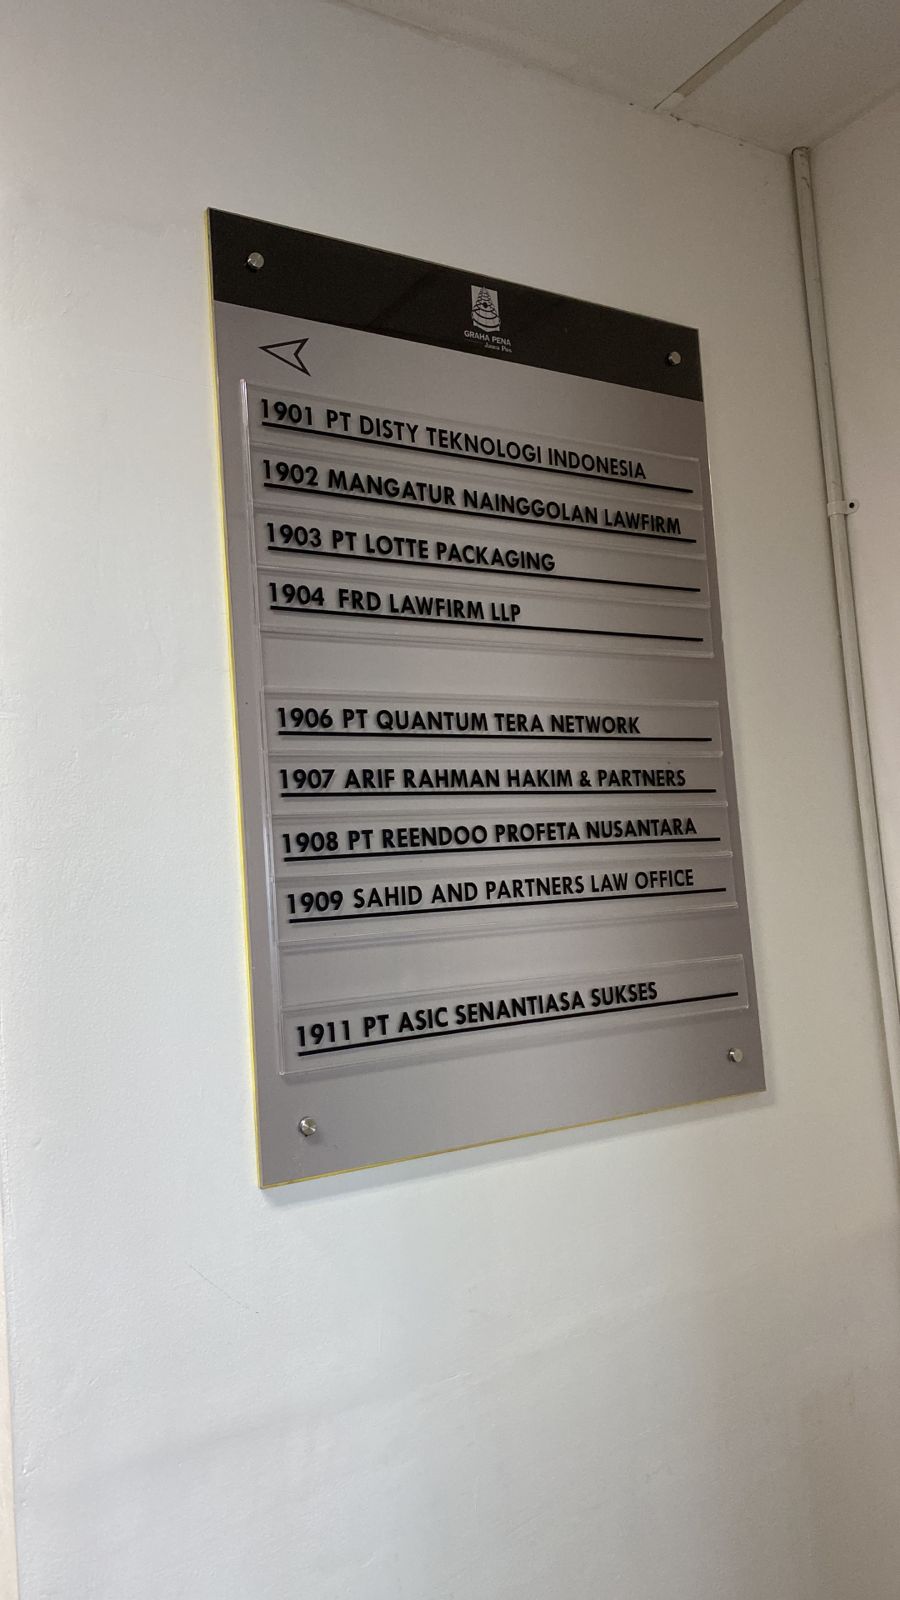 GRAHA PENA
Jawa Pos
1901 PT DISTY TEKNOLOGI INDONESIA
1902 MANGATUR NAINGGOLAN LAWFIRM
1903 PT LOTTE PACKAGING
1904 FRD LAWFIRM LLP
1906 PT QUANTUM TERA NETWORK
1907 ARIF RAHMAN HAKIM & PARTNERS
1908 PT REENDOO PROFETA NUSANTARA
1909 SAHID AND PARTNERS LAW OFFICE
1911 PT ASIC SENANTIASA SUKSES